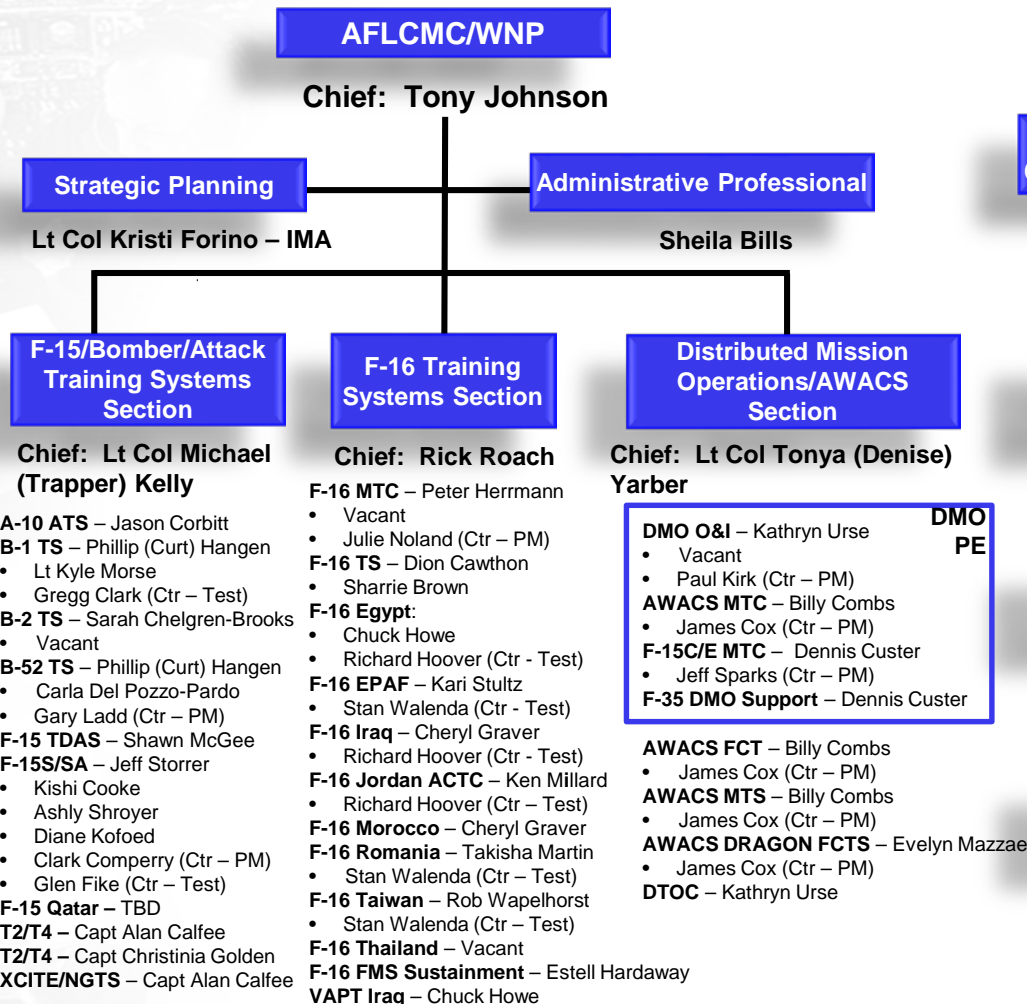 AFLCMC/WNP
Chief: Tony Johnson
Strategic Planning
Administrative Professional
Lt Col Kristi Forino – IMA
Sheila Bills
F-15/Bomber/Attack
Training Systems
Section
Chief: Lt Col Michael
(Trapper) Kelly
A-10 ATS – Jason Corbitt
B-1 TS – Phillip (Curt) Hangen
• Lt Kyle Morse
• Gregg Clark (Ctr – Test)
B-2 TS – Sarah Chelgren-Brooks
• Vacant
B-52 TS – Phillip (Curt) Hangen
• Carla Del Pozzo-Pardo
• Gary Ladd (Ctr – PM)
F-15 TDAS – Shawn McGee
F-15S/SA – Jeff Storrer
• Kishi Cooke
• Ashly Shroyer
• Diane Kofoed
• Clark Comperry (Ctr – PM)
• Glen Fike (Ctr – Test)
F-15 Qatar – TBD
T2/T4 – Capt Alan Calfee
T2/T4 – Capt Christinia Golden
XCITE/NGTS – Capt Alan Calfee
F-16 Training
Systems Section
Chief: Rick Roach
F-16 MTC – Peter Herrmann
• Vacant
• Julie Noland (Ctr – PM)
F-16 TS – Dion Cawthon
• Sharrie Brown
F-16 Egypt:
• Chuck Howe
• Richard Hoover (Ctr - Test)
F-16 EPAF – Kari Stultz
• Stan Walenda (Ctr - Test)
F-16 Iraq – Cheryl Graver
• Richard Hoover (Ctr - Test)
F-16 Jordan ACTC – Ken Millard
• Richard Hoover (Ctr – Test)
F-16 Morocco – Cheryl Graver
F-16 Romania – Takisha Martin
• Stan Walenda (Ctr – Test)
F-16 Taiwan – Rob Wapelhorst
• Stan Walenda (Ctr – Test)
F-16 Thailand – Vacant
F-16 FMS Sustainment – Estell Hardaway
VAPT Iraq – Chuck Howe
Distributed Mission
Operations/AWACS
Section
Chief: Lt Col Tonya (Denise)
Yarber
DMO
PE
DMO O&I – Kathryn Urse
• Vacant
• Paul Kirk (Ctr – PM)
AWACS MTC – Billy Combs
• James Cox (Ctr – PM)
F-15C/E MTC – Dennis Custer
• Jeff Sparks (Ctr – PM)
F-35 DMO Support – Dennis Custer
AWACS FCT – Billy Combs
• James Cox (Ctr – PM)
AWACS MTS – Billy Combs
• James Cox (Ctr – PM)
AWACS DRAGON FCTS – Evelyn Mazzae
• James Cox (Ctr – PM)
DTOC – Kathryn Urse